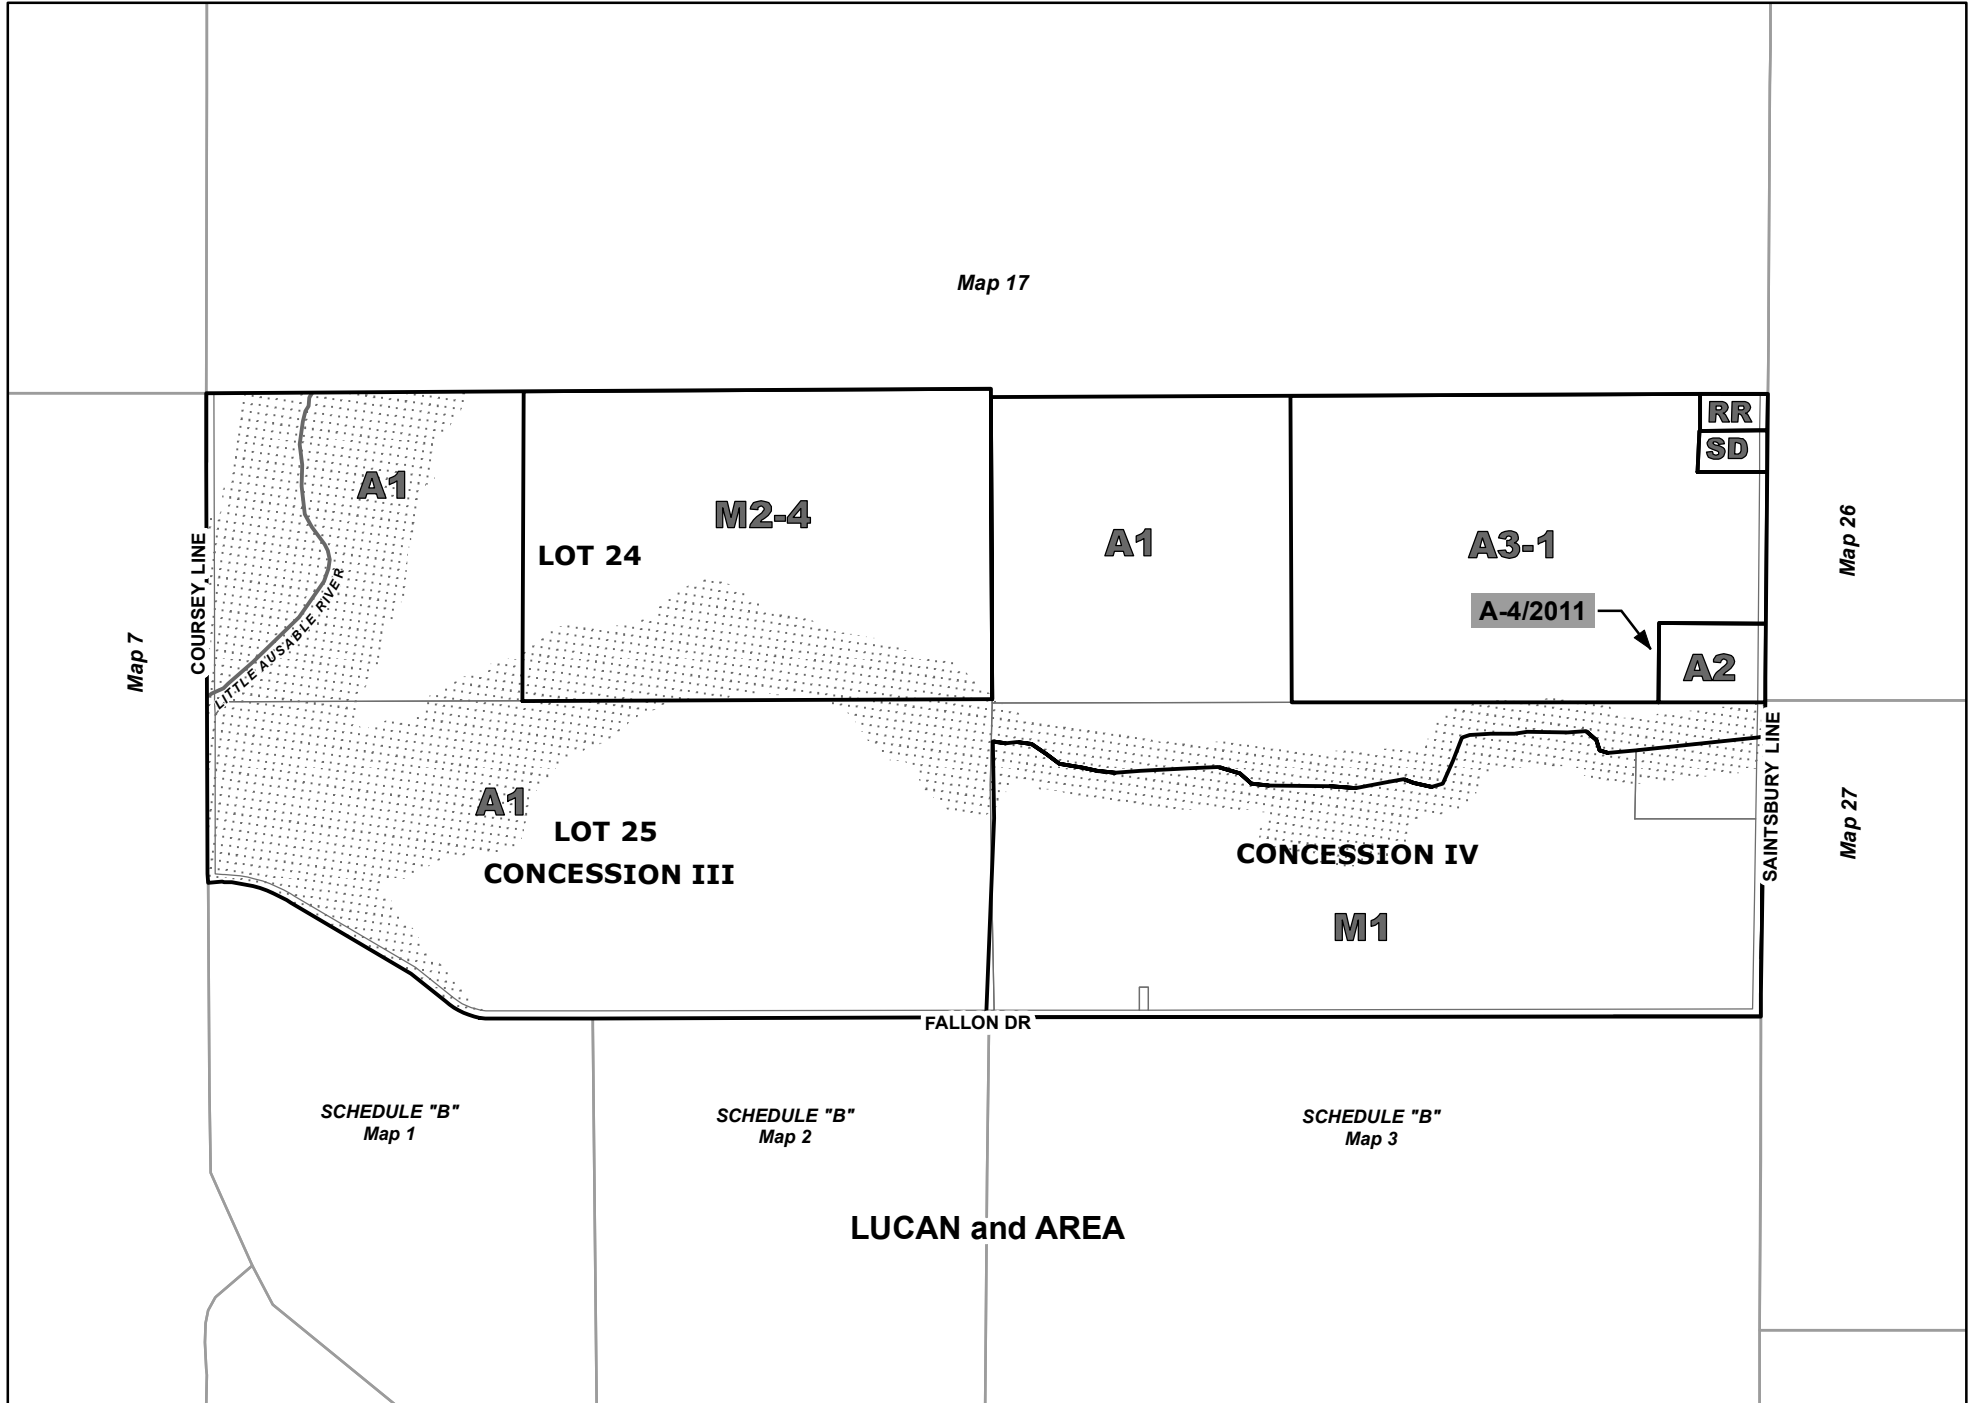 Map 17
RR
SD
A1
M2-4
LOT 24
A1
A3-1
Map 26
COURSEY LINE
LITTLE AUSABLE RIVER
A-4/2011
A2
Map 7
SAINTSBURY LINE
Map 27
A1
LOT 25
CONCESSION III
CONCESSION IV
M1
FALLON DR
SCHEDULE "B"
Map 1
SCHEDULE "B"
Map 2
SCHEDULE "B"
Map 3
LUCAN and AREA